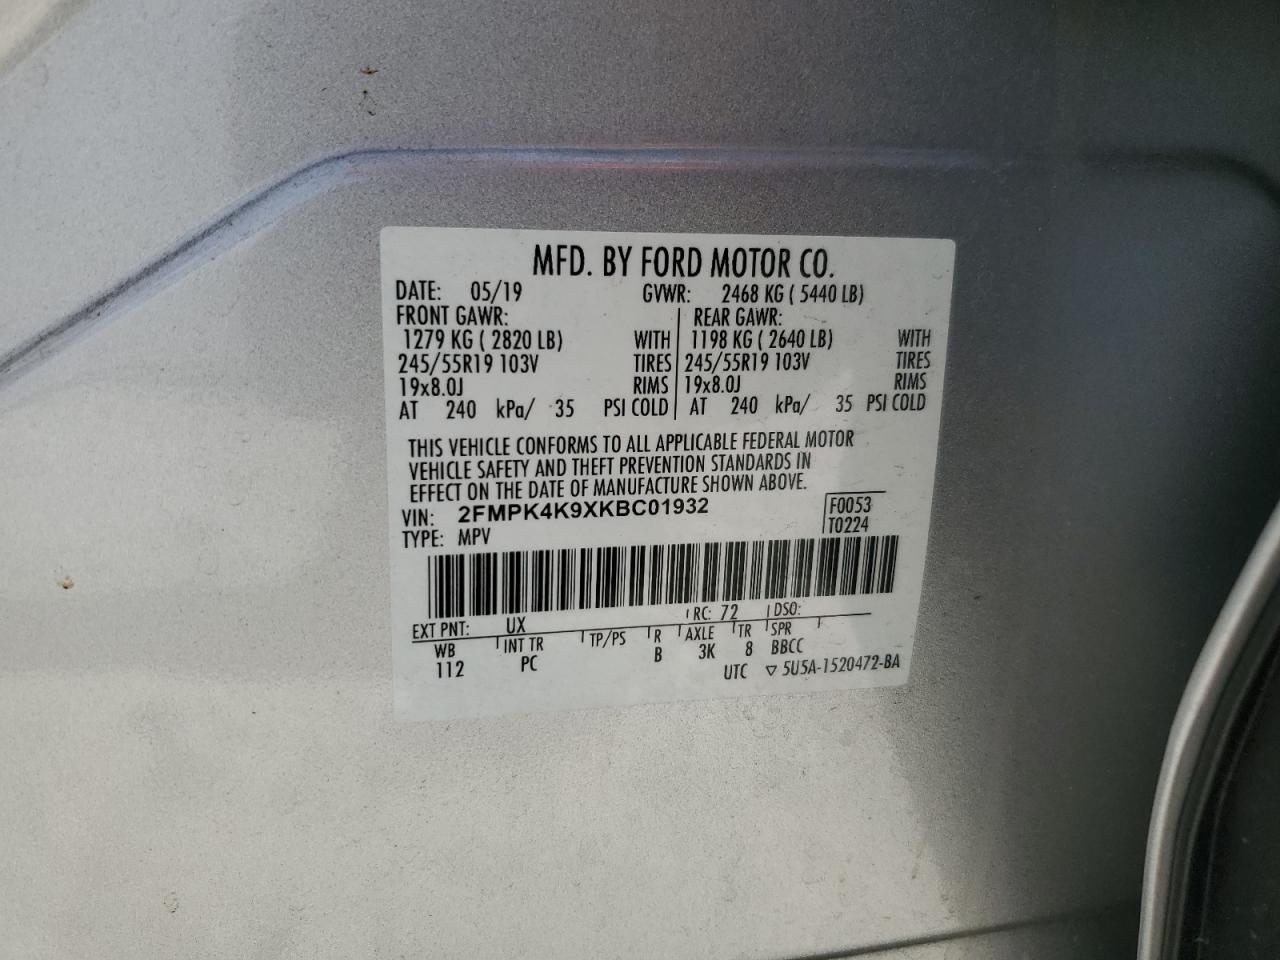 MFD. BY FORD MOTOR CO.
DATE: 05/19 GVWR: 2468 KG ( 5440 LB)
FRONT GAWR: REAR GAWR:
1279 KG ( 2820 LB) WITH 1198 KG ( 2640 LB) WITH
245/55R19 103V TIRES 245/55R19 103V TIRES
19x8.0J RIMS 19x8.0J RIMS
AT 240 kPa/ 35 PSI COLD AT 240 kPa/ 35 PSI COLD
THIS VEHICLE CONFORMS TO ALL APPLICABLE FEDERAL MOTOR
VEHICLE SAFETY AND THEFT PREVENTION STANDARDS IN
EFFECT ON THE DATE OF MANUFACTURE SHOWN ABOVE.
VIN: 2FMPK4K9XKBC01932 F0053
TYPE: MPV T0224
EXT PNT: UX RC: 72 DSO:
WB INT TR TP/PS R AXLE TR SPR
112 PC B 3K 8 BBCC
UTC ▽ 5U5A-1520472-BA